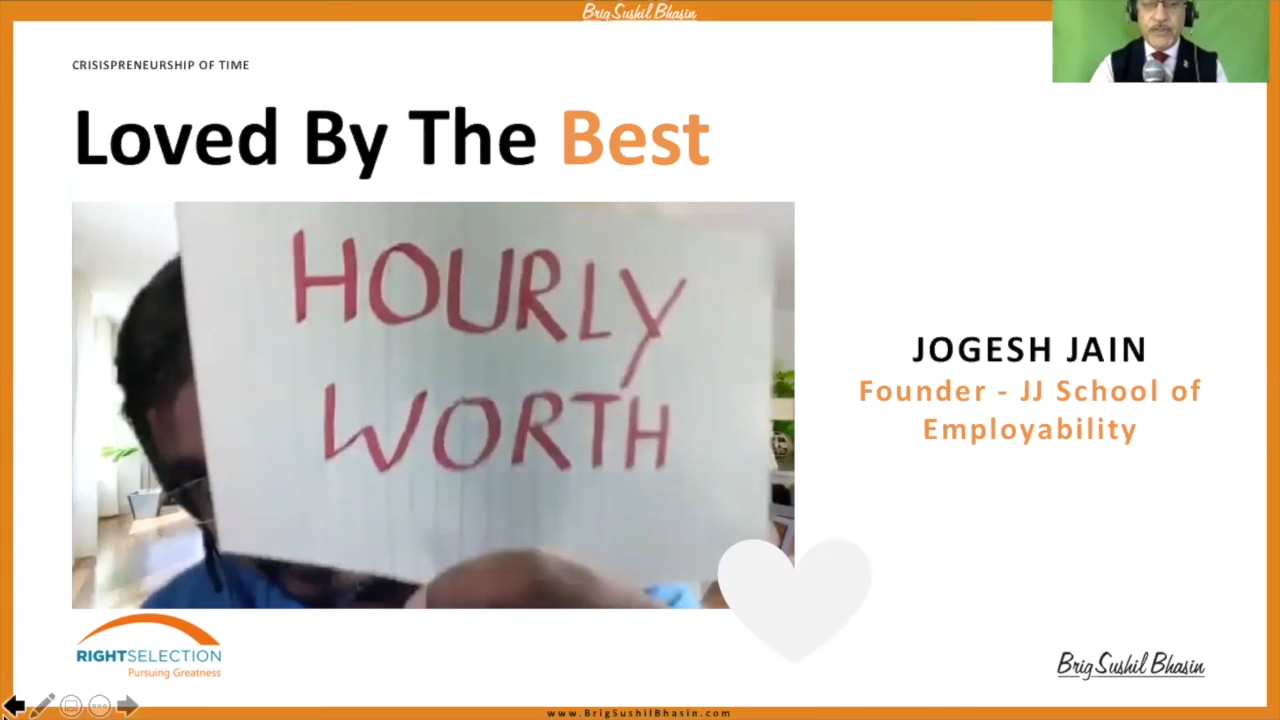 Brig Sushil Bhasin
CRISISPRENEURSHIP OF TIME
Loved By The Best
HOURLY
WORTH
JOGESH JAIN
Founder - JJ School of
Employability
RIGHTSELECTION
Pursuing Greatness
Brig Sushil Bhasin
www.BrigSushilBhasin.com